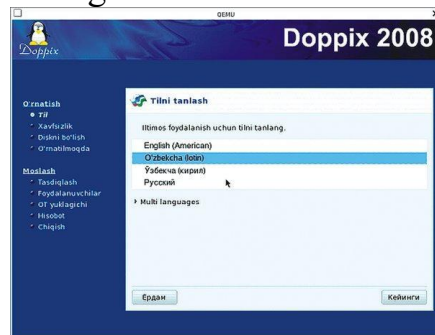 QEMU
Doppix
Doppix 2008
O'rnatish
Til
Xavfsizlik
Diskni bo'lish
O'rnatilmoqda
Moslash
Tasdiqlash
Foydalanuvchilar
OT yuklagichi
Hisobot
Chiqish
Tilni tanlash
Iltimos foydalanish uchun tilni tanlang.
English (American)
O'zbekcha (lotin)
Ўзбекча (кирил)
Русский
Multi languages
Ёрдам
Кейинги